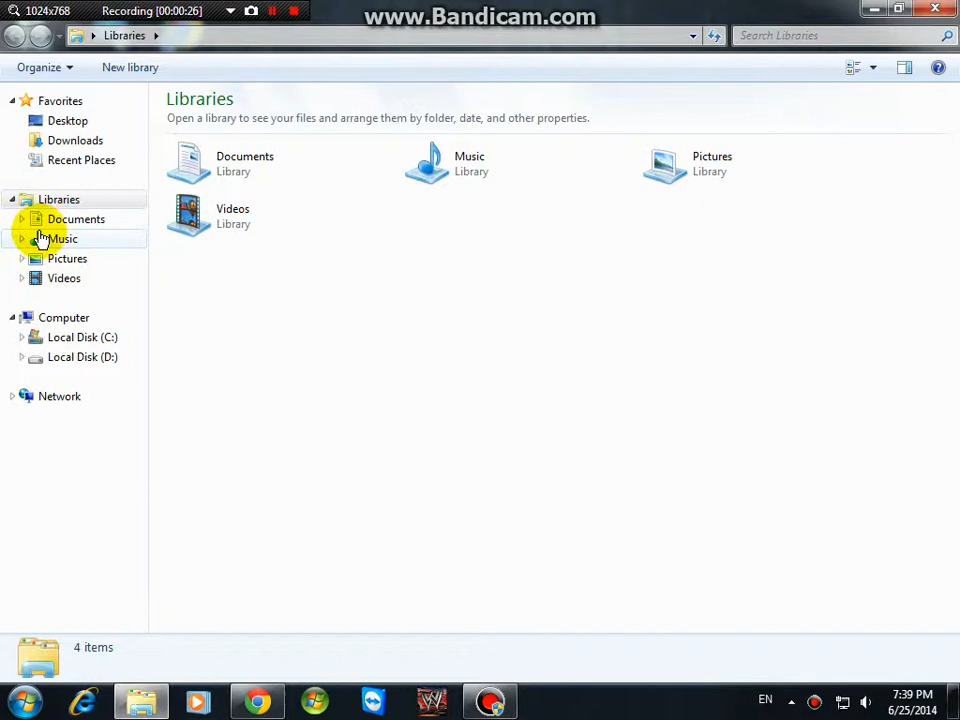 1024x768 Recording [00:00:26]
www.Bandicam.com
Libraries
Search Libraries
Organize New library
Favorites
Desktop
Downloads
Recent Places
Libraries
Documents
Music
Pictures
Videos
Computer
Local Disk (C:)
Local Disk (D:)
Network
Libraries
Open a library to see your files and arrange them by folder, date, and other properties.
Documents
Library
Music
Library
Pictures
Library
Videos
Library
4 items
EN
7:39 PM
6/25/2014